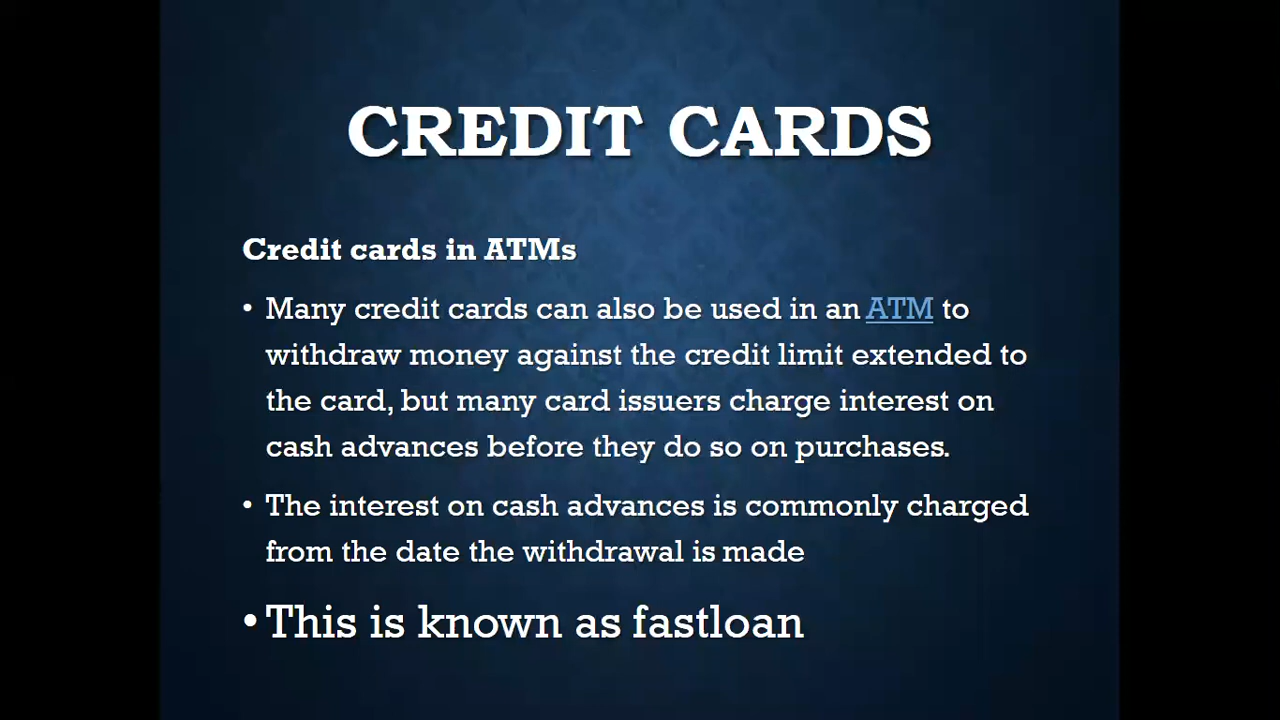 CREDIT CARDS
Credit cards in ATMs
• Many credit cards can also be used in an ATM to
withdraw money against the credit limit extended to
the card, but many card issuers charge interest on
cash advances before they do so on purchases.
• The interest on cash advances is commonly charged
from the date the withdrawal is made
• This is known as fastloan